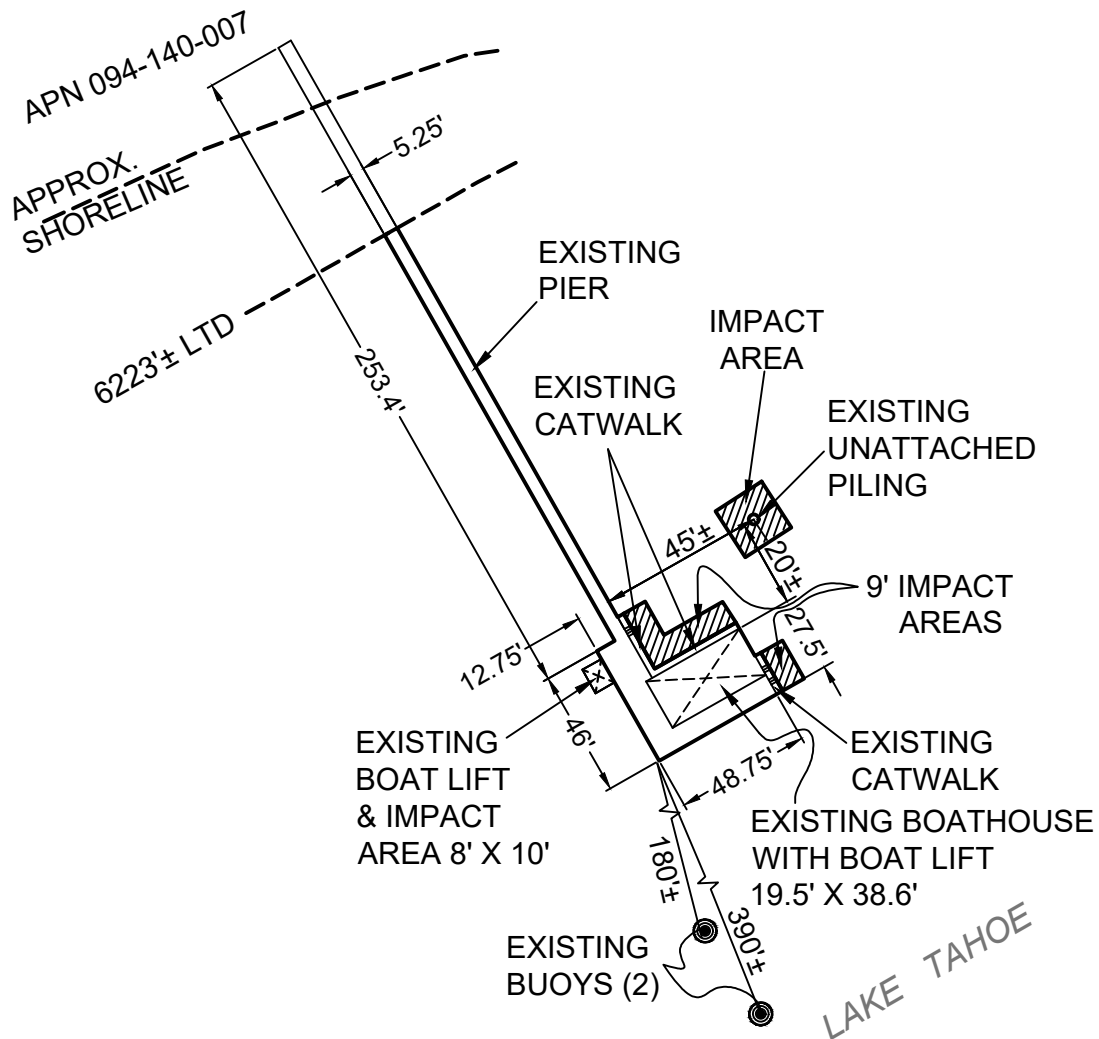 APN 094-140-007
APPROX.
SHORELINE
5.25'
6223'± LTD
253.4'
EXISTING
PIER
IMPACT
AREA
EXISTING
CATWALK
EXISTING
UNATTACHED
PILING
45'±
20'±
9' IMPACT
AREAS
27.5'
12.75'
46'
EXISTING
BOAT LIFT
& IMPACT
AREA 8' X 10'
48.75'
EXISTING
CATWALK
EXISTING BOATHOUSE
WITH BOAT LIFT
19.5' X 38.6'
180'±
390'±
EXISTING
BUOYS (2)
LAKE TAHOE